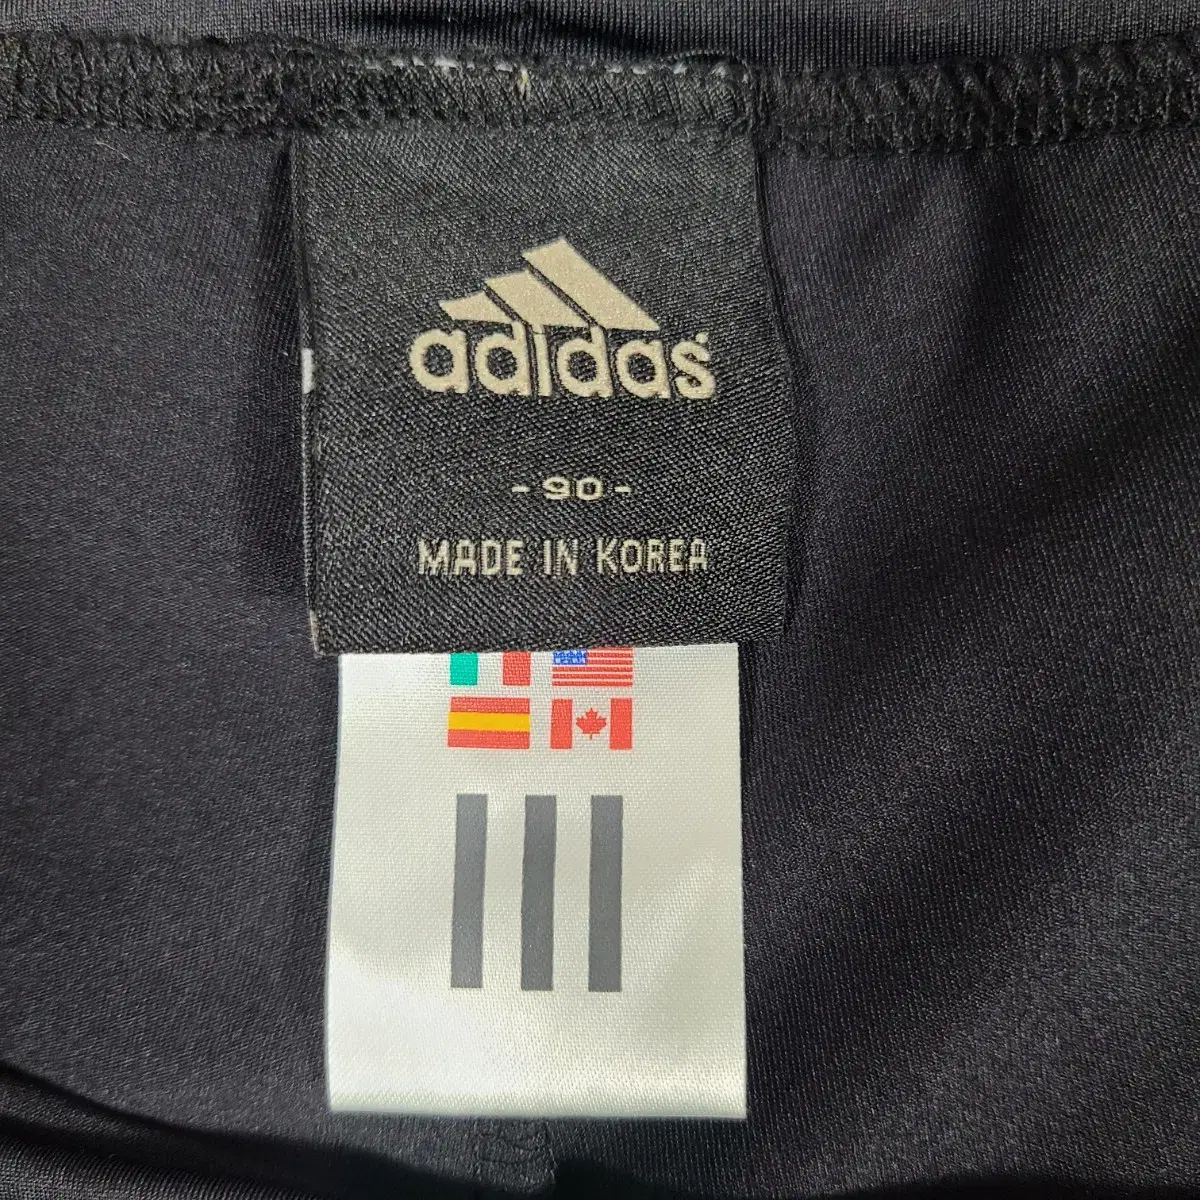 adidas
- 90 -
MADE IN KOREA